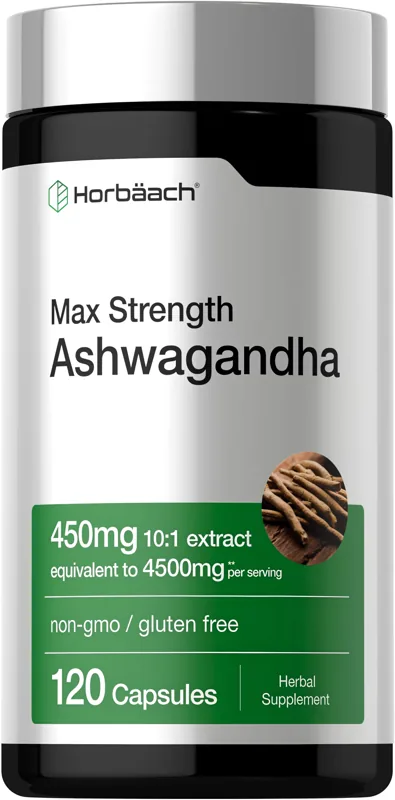 Horbäach®
Max Strength
Ashwagandha
450mg 10:1 extract
equivalent to 4500mg** per serving
non-gmo / gluten free
120 Capsules
Herbal
Supplement